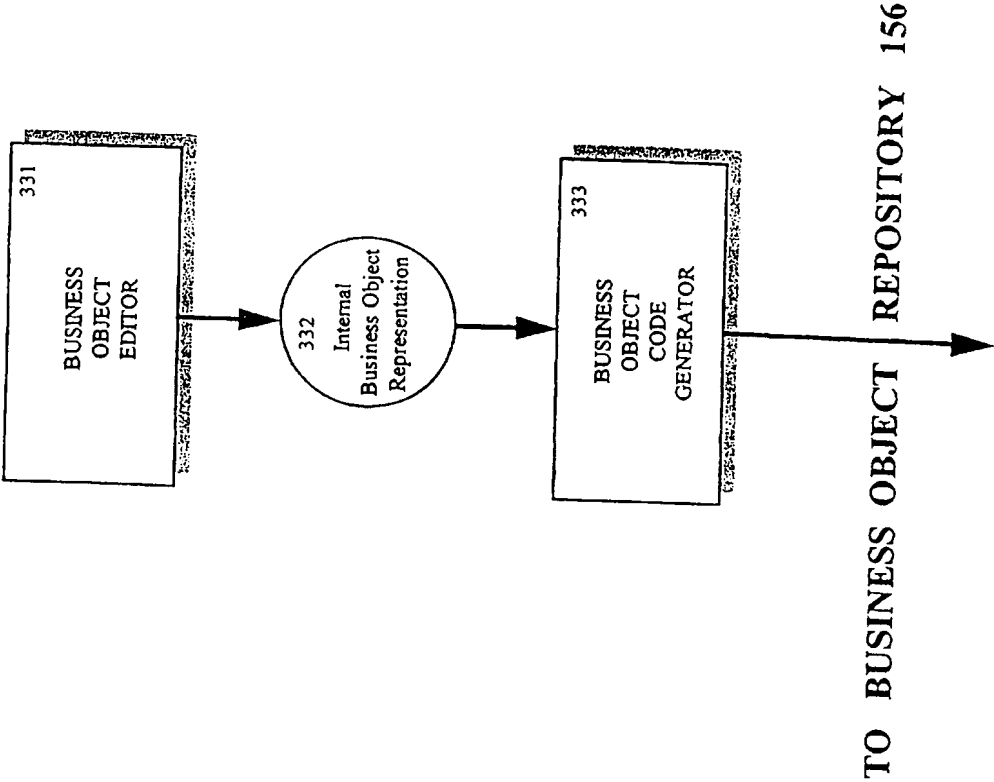 331
BUSINESS
OBJECT
EDITOR
332
Internal
Business Object
Representation
333
BUSINESS
OBJECT
CODE
GENERATOR
TO BUSINESS OBJECT REPOSITORY 156